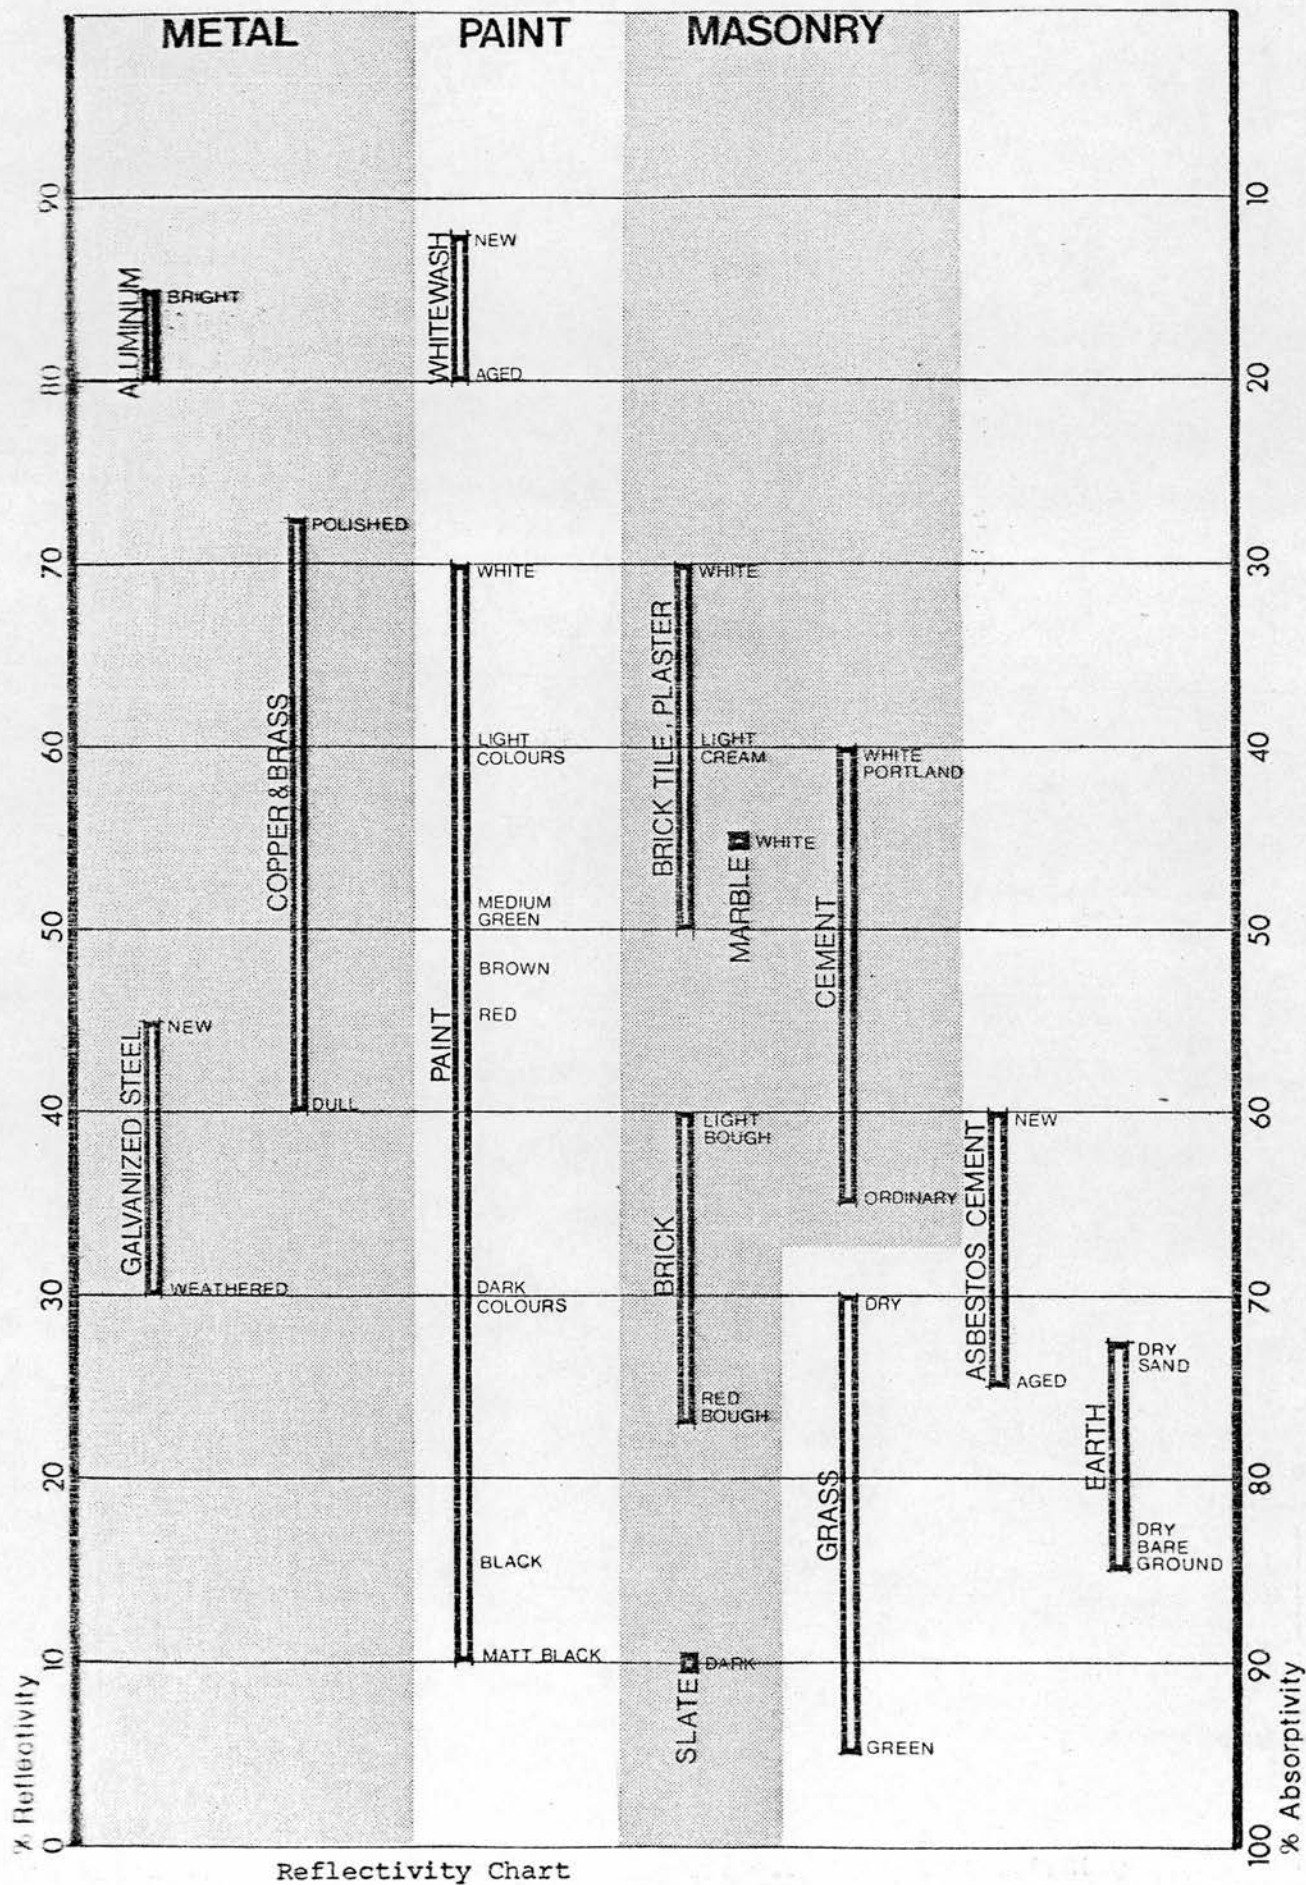 METAL
PAINT
MASONRY
90
10
NEW
WHITEWASH
ALUMINUM
BRIGHT
AGED
80
20
POLISHED
70
30
WHITE
WHITE
BRICK TILE, PLASTER
COPPER & BRASS
60
40
LIGHT
COLOURS
LIGHT
CREAM
WHITE
PORTLAND
WHITE
MARBLE
CEMENT
MEDIUM
GREEN
50
50
BROWN
RED
PAINT
NEW
GALVANIZED STEEL
DULL
40
60
LIGHT
BOUGH
NEW
ASBESTOS CEMENT
ORDINARY
BRICK
WEATHERED
30
70
DARK
COLOURS
DRY
DRY
SAND
AGED
RED
BOUGH
EARTH
20
80
GRASS
BLACK
DRY
BARE
GROUND
10
90
MATT BLACK
DARK
SLATE
GREEN
% Reflectivity
% Absorptivity
0
100
Reflectivity Chart